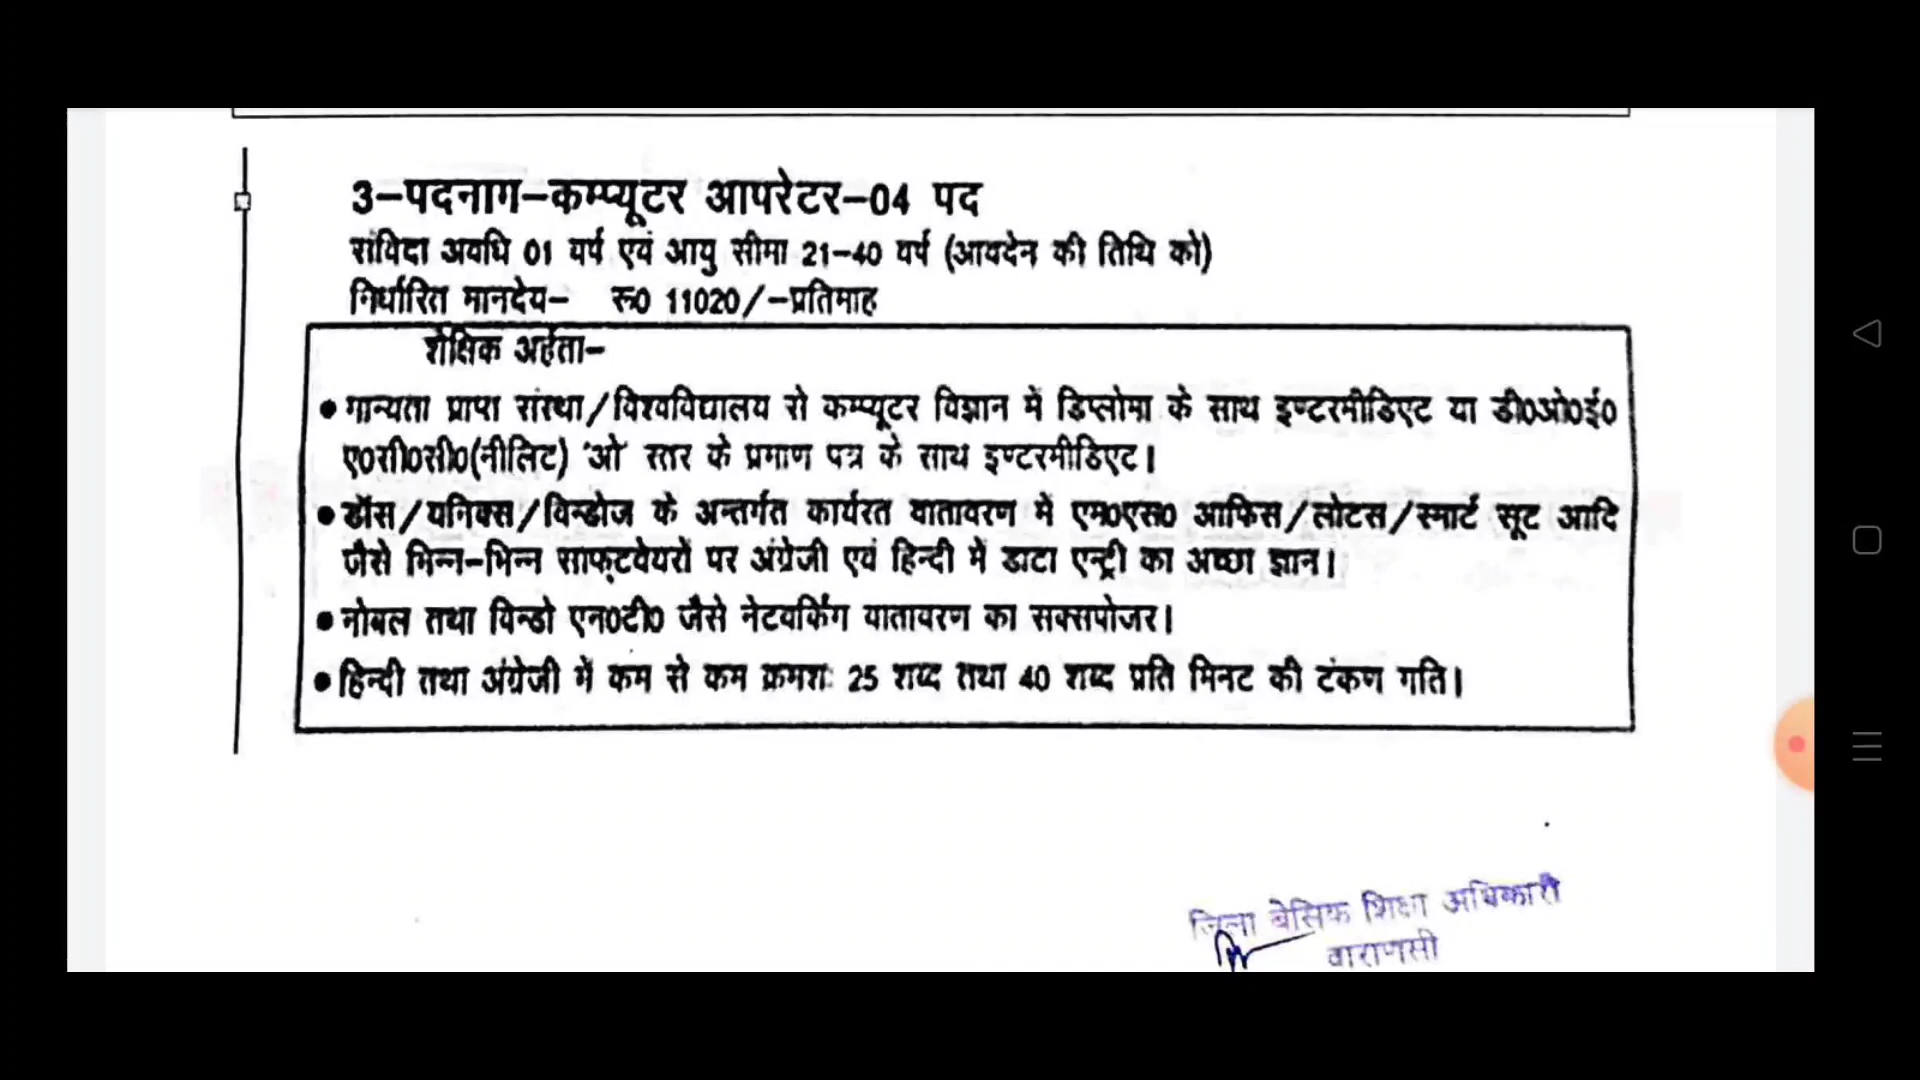 3-पदनाग-कम्प्यूटर आपरेटर-04 पद
संविदा अवधि 01 वर्ष एवं आयु सीमा 21-40 वर्ष (आवदेन की तिथि को)
निर्धारित मानदेय- रू0 11020/-प्रतिमाह
शैक्षिक अर्हता-
• गान्यता प्राप्त संस्था/विश्वविद्यालय से कम्प्यूटर विज्ञान में डिप्लोमा के साथ इण्टरमीडिएट या डी0ओ0ई0
ए0सी0सी0(नीलिट) 'ओ' स्तर के प्रमाण पत्र के साथ इण्टरमीडिएट।
• डॉस/यनिक्स/विन्डोज के अन्तर्गत कार्यरत वातावरण में एम0एस0 आफिस/लोटस/स्मार्ट सूट आदि
जैसे भिन्न-भिन्न साफ्टवेयरों पर अंग्रेजी एवं हिन्दी में डाटा एन्ट्री का अच्छा ज्ञान।
• नोबल तथा विन्डो एन0टी0 जैसे नेटवर्किंग वातावरण का सक्सपोजर।
• हिन्दी तथा अंग्रेजी में कम से कम क्रमशः 25 शब्द तथा 40 शब्द प्रति मिनट की टंकण गति।
जिला बेसिक शिक्षा अधिकारी
वाराणसी